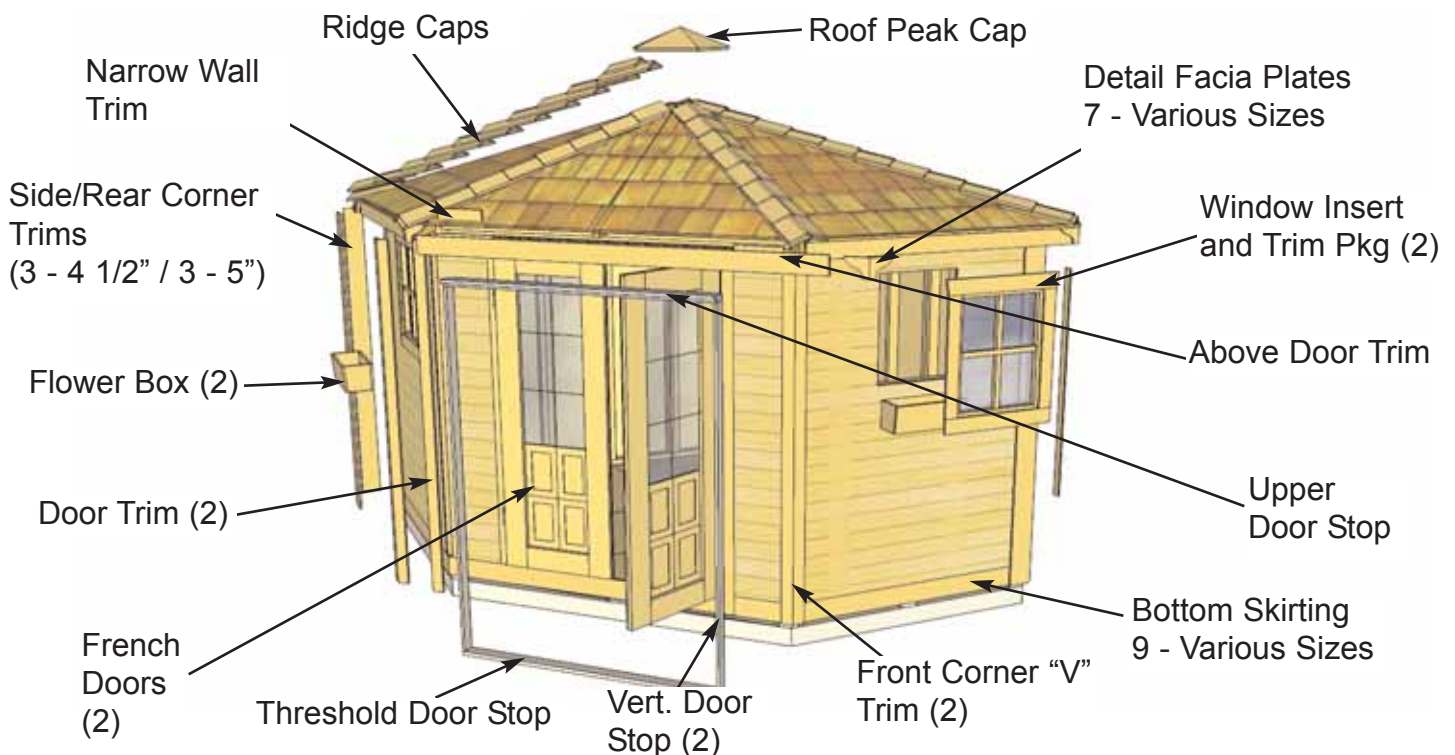 Ridge Caps
Roof Peak Cap
Narrow Wall
Trim
Detail Facia Plates
7 - Various Sizes
Side/Rear Corner
Trims
(3 - 4 1/2” / 3 - 5”)
Window Insert
and Trim Pkg (2)
Above Door Trim
Flower Box (2)
Upper
Door Stop
Door Trim (2)
Bottom Skirting
9 - Various Sizes
French
Doors
(2)
Threshold Door Stop
Vert. Door
Stop (2)
Front Corner “V”
Trim (2)